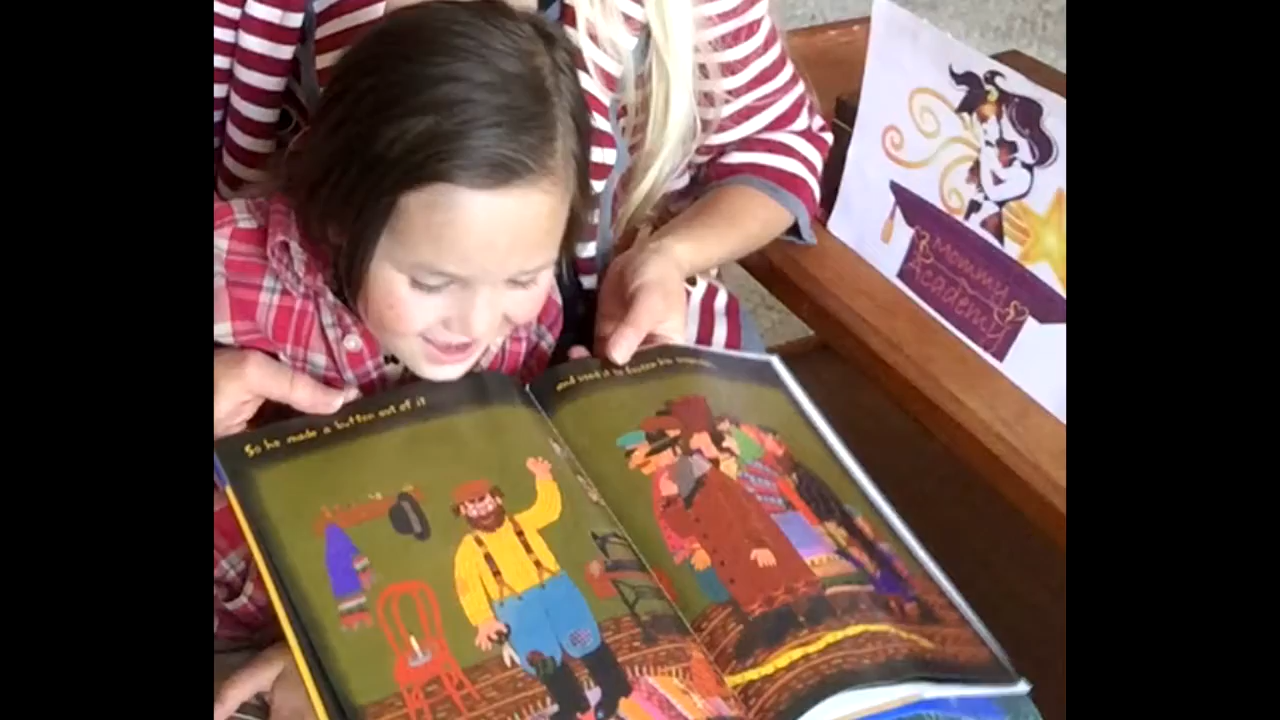 So he made a button out of it
and used it to fasten his
Mommy
Academy